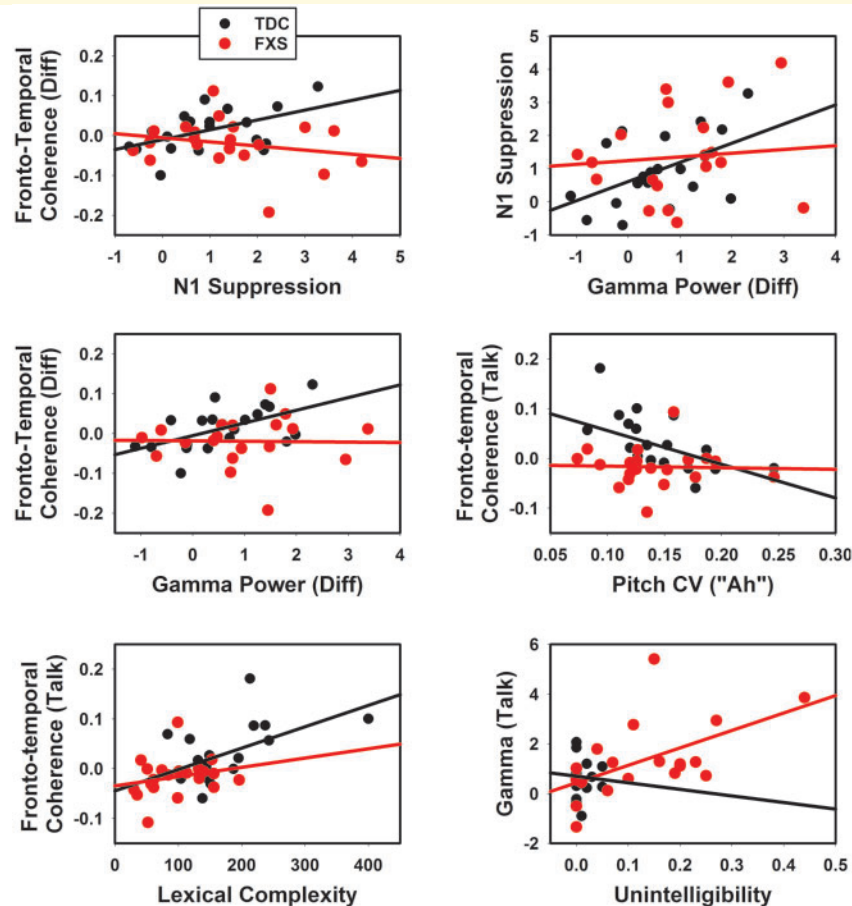 TDC
FXS
Fronto-Temporal
Coherence (Diff)
0.2
0.1
0.0
-0.1
-0.2
-1 0 1 2 3 4 5
N1 Suppression
N1 Suppression
5
4
3
2
1
0
1
-1 0 1 2 3 4
Gamma Power (Diff)
Fronto-Temporal
Coherence (Diff)
0.2
0.1
0.0
-0.1
-0.2
-1 0 1 2 3 4
Gamma Power (Diff)
Fronto-temporal
Coherence (Talk)
0.2
0.1
0.0
-0.1
0.05 0.10 0.15 0.20 0.25 0.30
Pitch CV ("Ah")
Fronto-temporal
Coherence (Talk)
0.2
0.1
0.0
-0.1
0 100 200 300 400
Lexical Complexity
Gamma (Talk)
6
4
2
0
-2
0.0 0.1 0.2 0.3 0.4 0.5
Unintelligibility